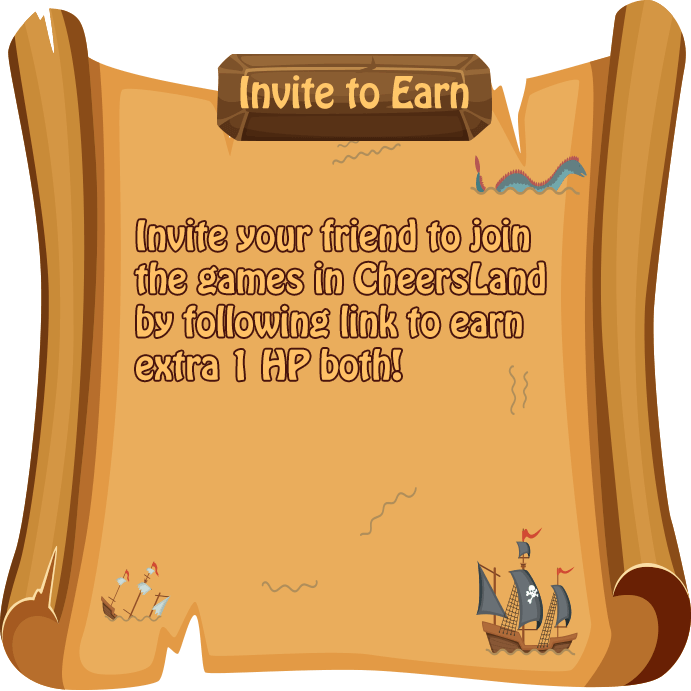 Invite to Earn
Invite your friend to join
the games in CheersLand
by following link to earn
extra 1 HP both!